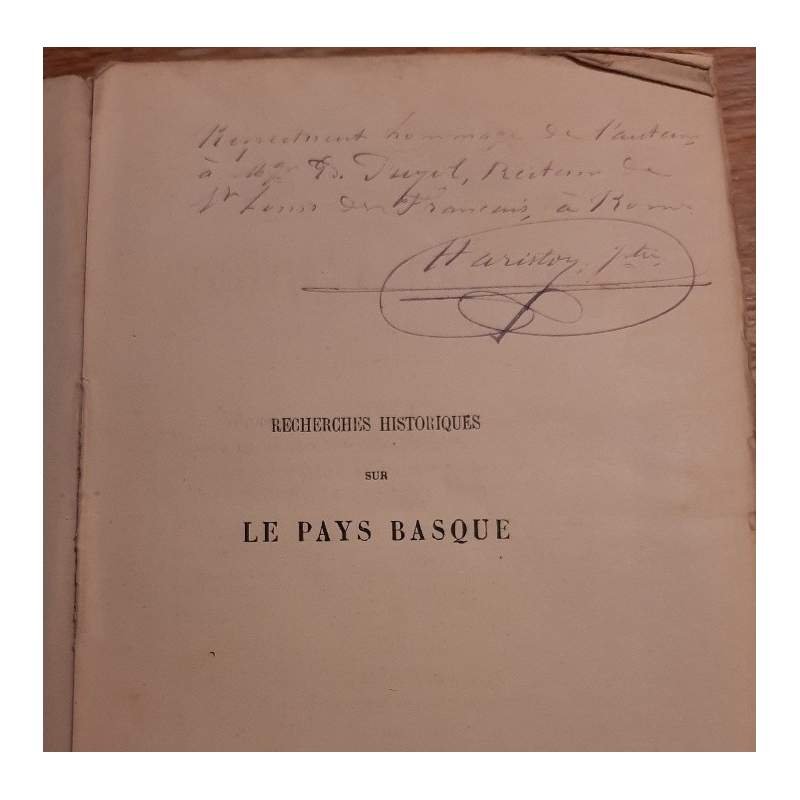 Respectueux hommage de l'auteur,
à Mgr D. Puyol, Recteur de
St Louis des Français, à Rome
Haristoy, ptre
RECHERCHES HISTORIQUES
SUR
LE PAYS BASQUE